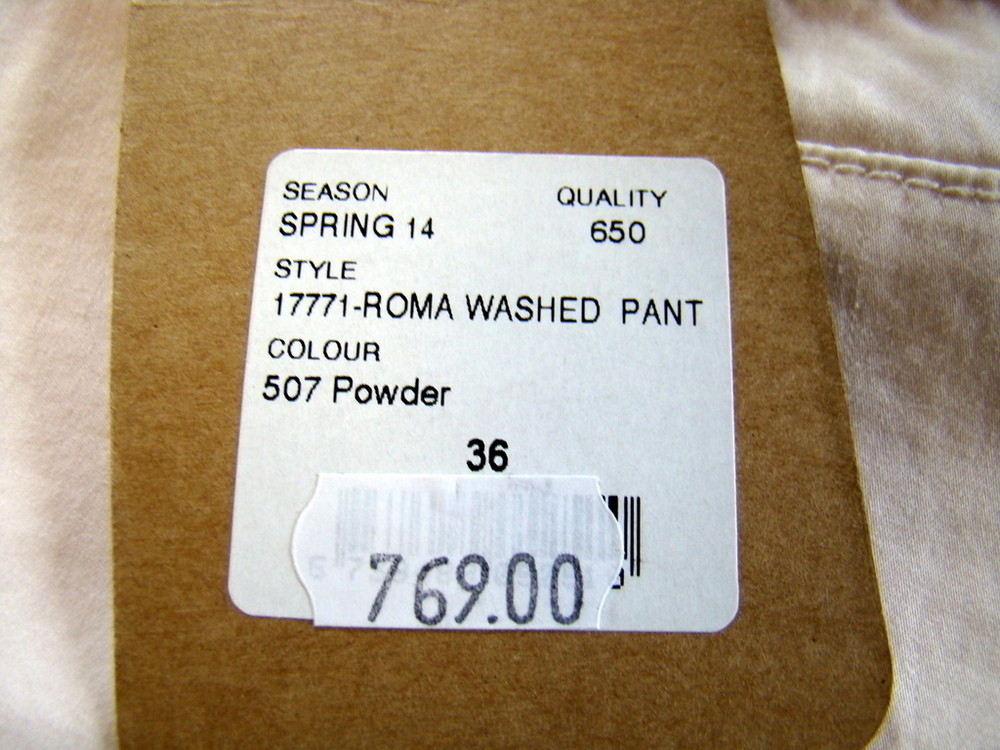 SEASON QUALITY
SPRING 14 650
STYLE
17771-ROMA WASHED PANT
COLOUR
507 Powder
36
769.00